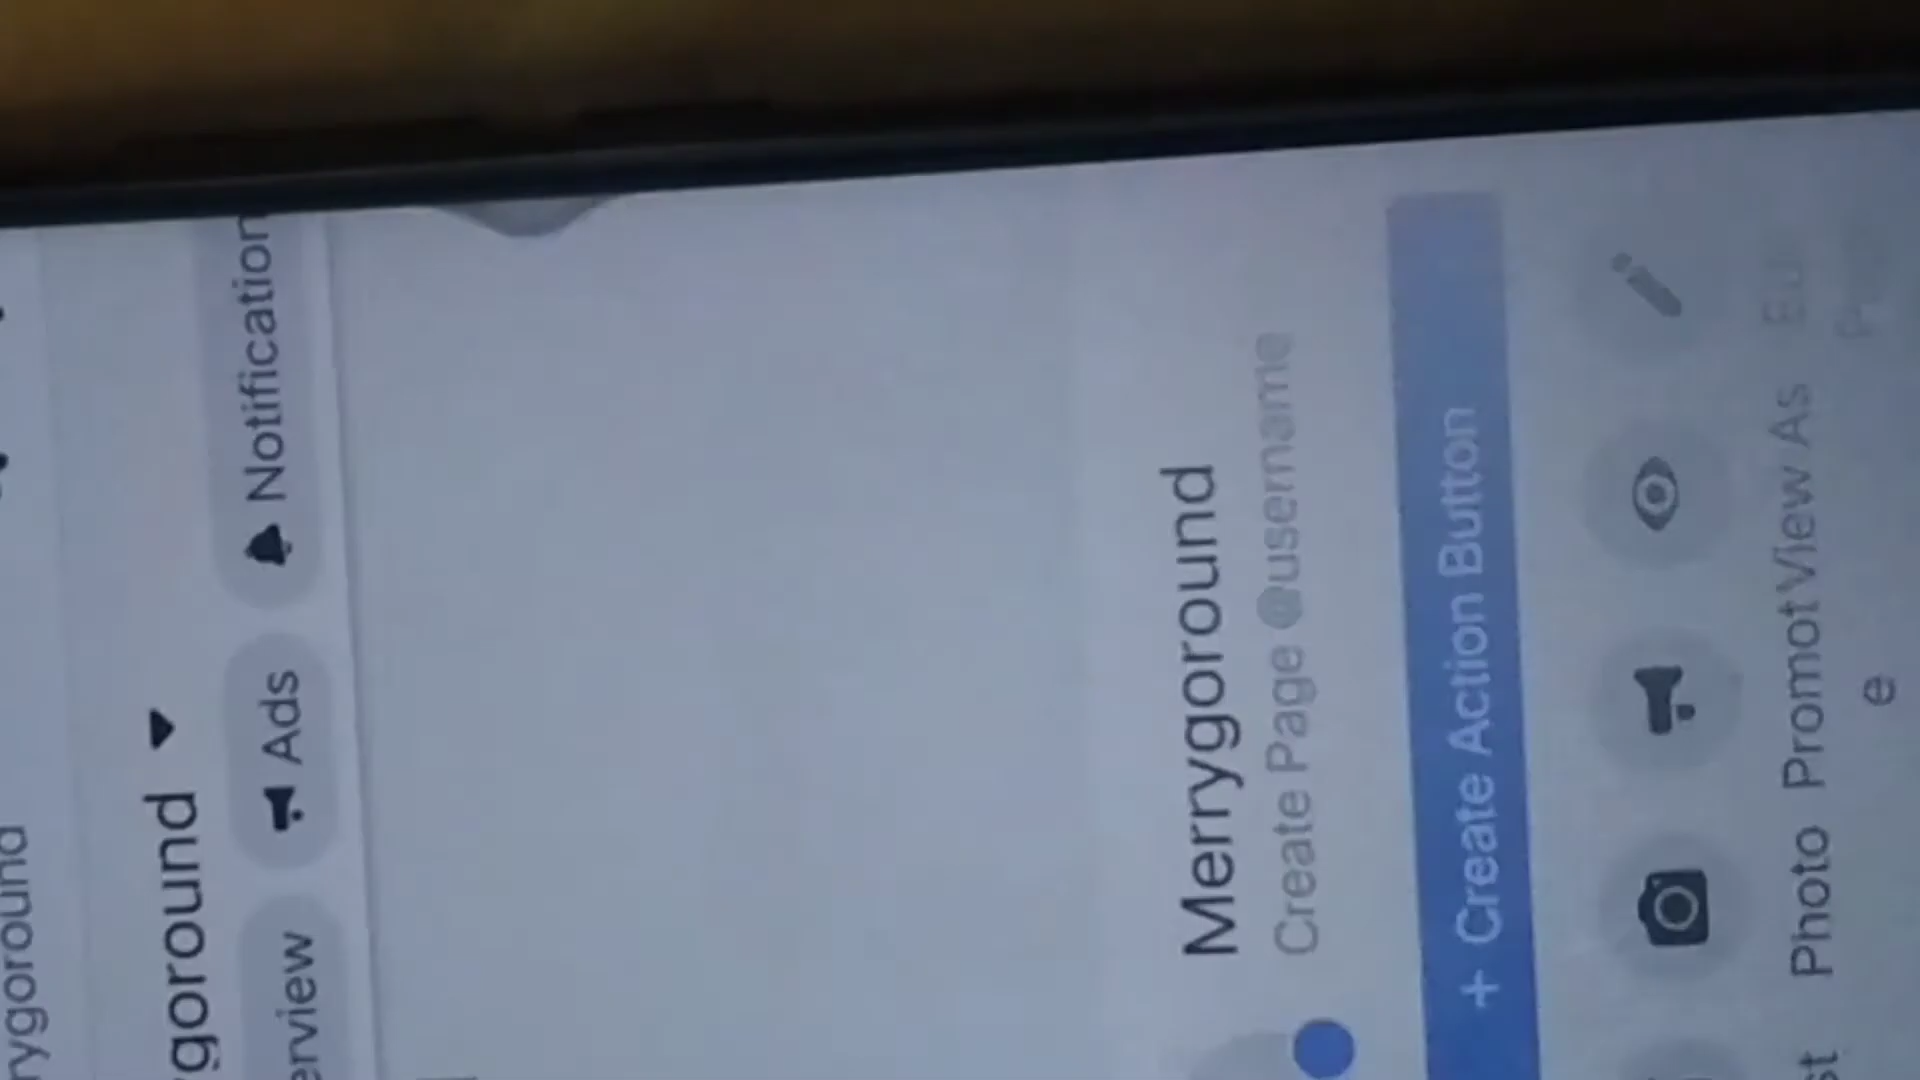 rygoround
goround
erview Ads Notification
Merrygoround
Create Page @username
+ Create Action Button
st Photo Promot View As
e